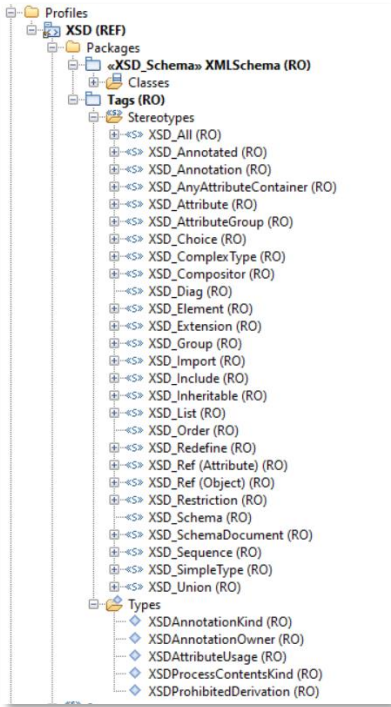 Profiles
XSD (REF)
Packages
«XSD_Schema» XMLSchema (RO)
Classes
Tags (RO)
Stereotypes
«S» XSD_All (RO)
«S» XSD_Annotated (RO)
«S» XSD_Annotation (RO)
«S» XSD_AnyAttributeContainer (RO)
«S» XSD_Attribute (RO)
«S» XSD_AttributeGroup (RO)
«S» XSD_Choice (RO)
«S» XSD_ComplexType (RO)
«S» XSD_Compositor (RO)
«S» XSD_Diag (RO)
«S» XSD_Element (RO)
«S» XSD_Extension (RO)
«S» XSD_Group (RO)
«S» XSD_Import (RO)
«S» XSD_Include (RO)
«S» XSD_Inheritable (RO)
«S» XSD_List (RO)
«S» XSD_Order (RO)
«S» XSD_Redefine (RO)
«S» XSD_Ref (Attribute) (RO)
«S» XSD_Ref (Object) (RO)
«S» XSD_Restriction (RO)
«S» XSD_Schema (RO)
«S» XSD_SchemaDocument (RO)
«S» XSD_Sequence (RO)
«S» XSD_SimpleType (RO)
«S» XSD_Union (RO)
Types
XSDAnnotationKind (RO)
XSDAnnotationOwner (RO)
XSDAttributeUsage (RO)
XSDProcessContentsKind (RO)
XSDProhibitedDerivation (RO)